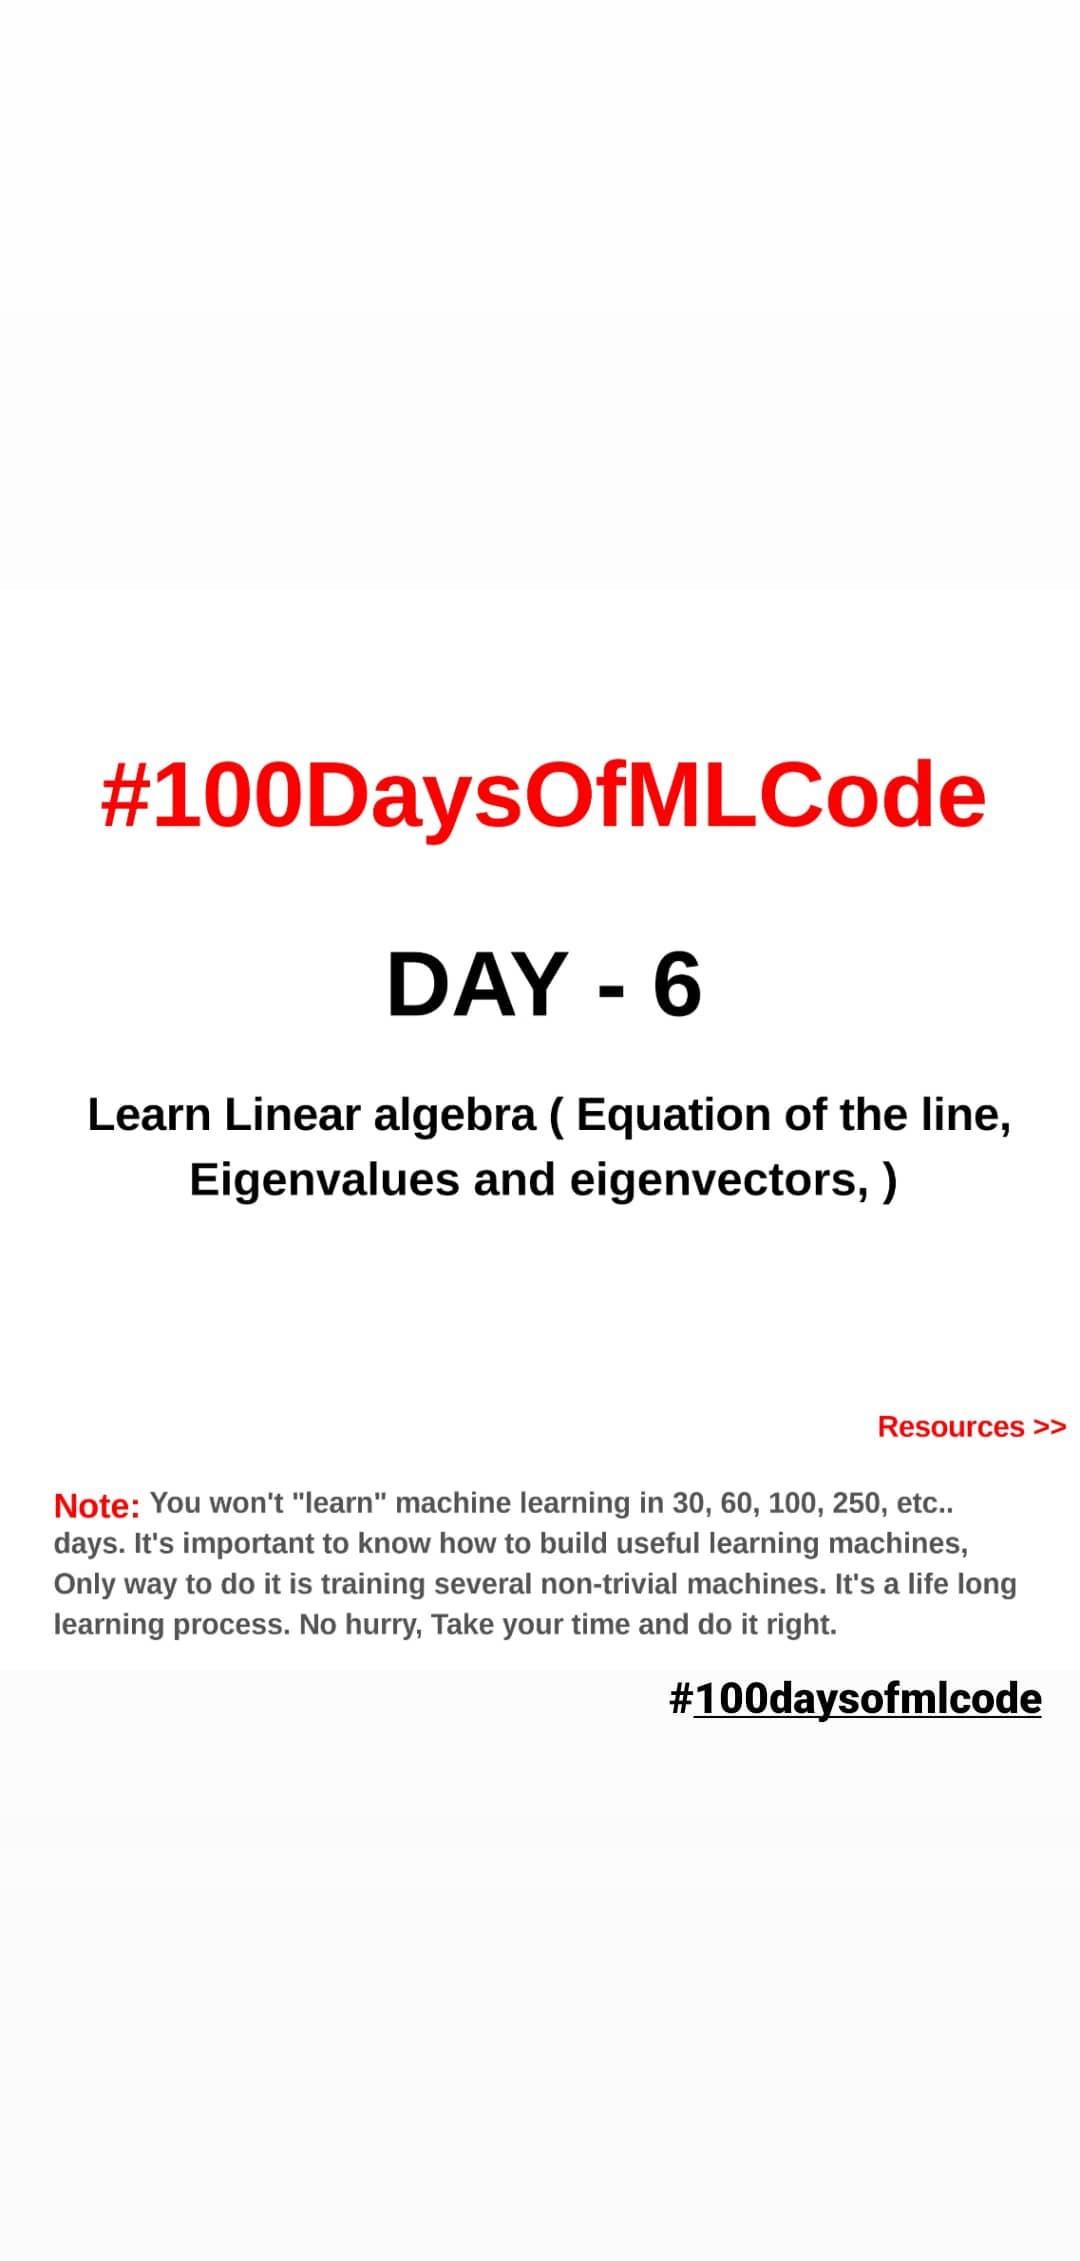 #100DaysOfMLCode
DAY - 6
Learn Linear algebra ( Equation of the line,
Eigenvalues and eigenvectors, )
Resources >>
Note: You won't "learn" machine learning in 30, 60, 100, 250, etc..
days. It's important to know how to build useful learning machines,
Only way to do it is training several non-trivial machines. It's a life long
learning process. No hurry, Take your time and do it right.
#100daysofmlcode